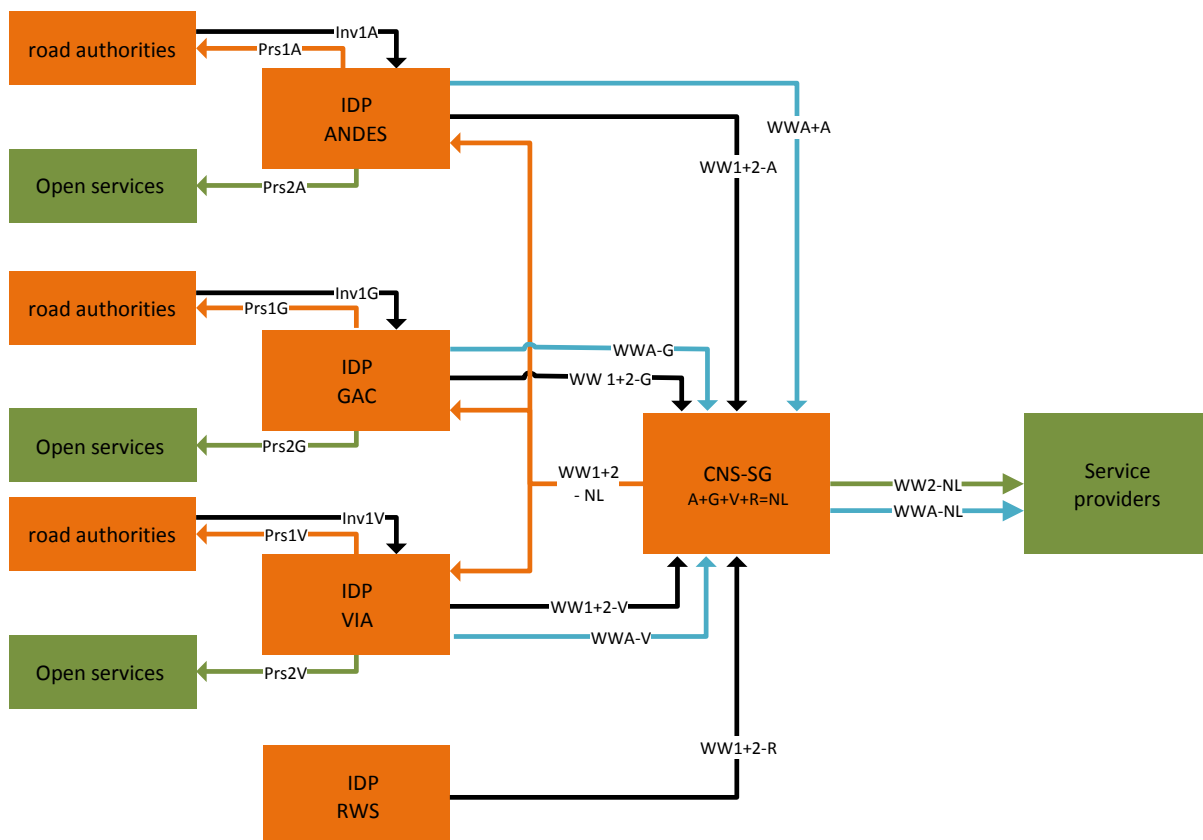 road authorities
Inv1A
Prs1A
IDP
ANDES
WWA+A
WW1+2-A
Open services
Prs2A
road authorities
Inv1G
Prs1G
IDP
GAC
WWA-G
WW 1+2-G
Open services
Prs2G
WW1+2
- NL
CNS-SG
A+G+V+R=NL
WW2-NL
WWA-NL
Service
providers
road authorities
Inv1V
Prs1V
IDP
VIA
WW1+2-V
WWA-V
Open services
Prs2V
IDP
RWS
WW1+2-R